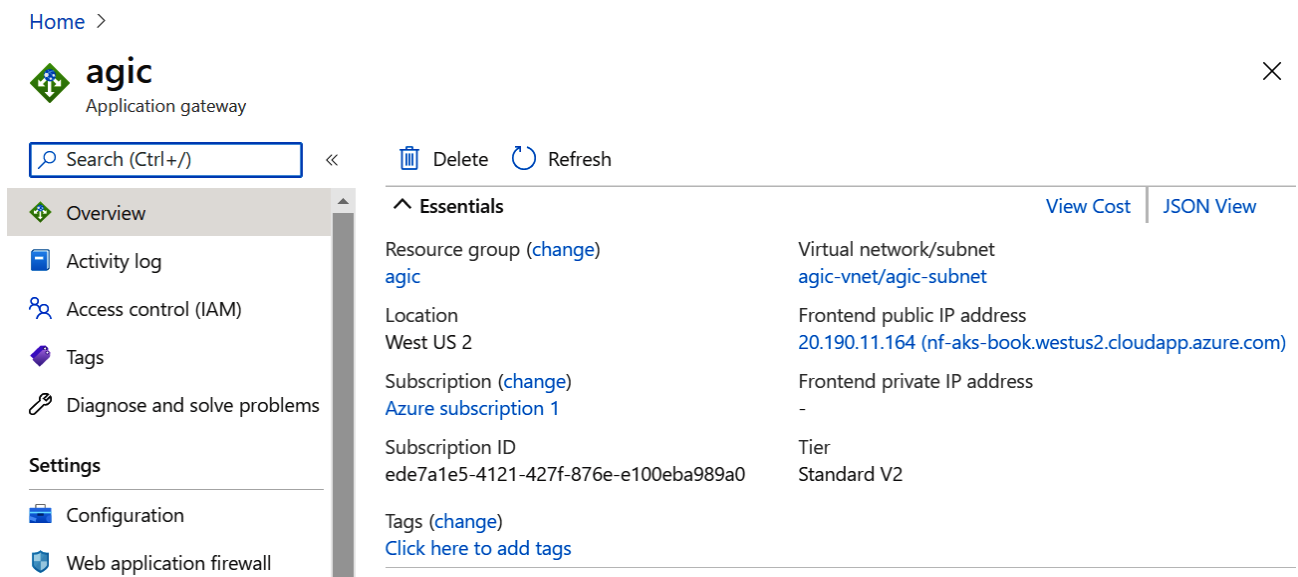 Home >
agic
Application gateway
Search (Ctrl+/)
«
Overview
Activity log
Access control (IAM)
Tags
Diagnose and solve problems
Settings
Configuration
Web application firewall
Delete
Refresh
Essentials
View Cost
JSON View
Resource group (change)
agic
Location
West US 2
Subscription (change)
Azure subscription 1
Subscription ID
ede7a1e5-4121-427f-876e-e100eba989a0
Tags (change)
Click here to add tags
Virtual network/subnet
agic-vnet/agic-subnet
Frontend public IP address
20.190.11.164 (nf-aks-book.westus2.cloudapp.azure.com)
Frontend private IP address
-
Tier
Standard V2